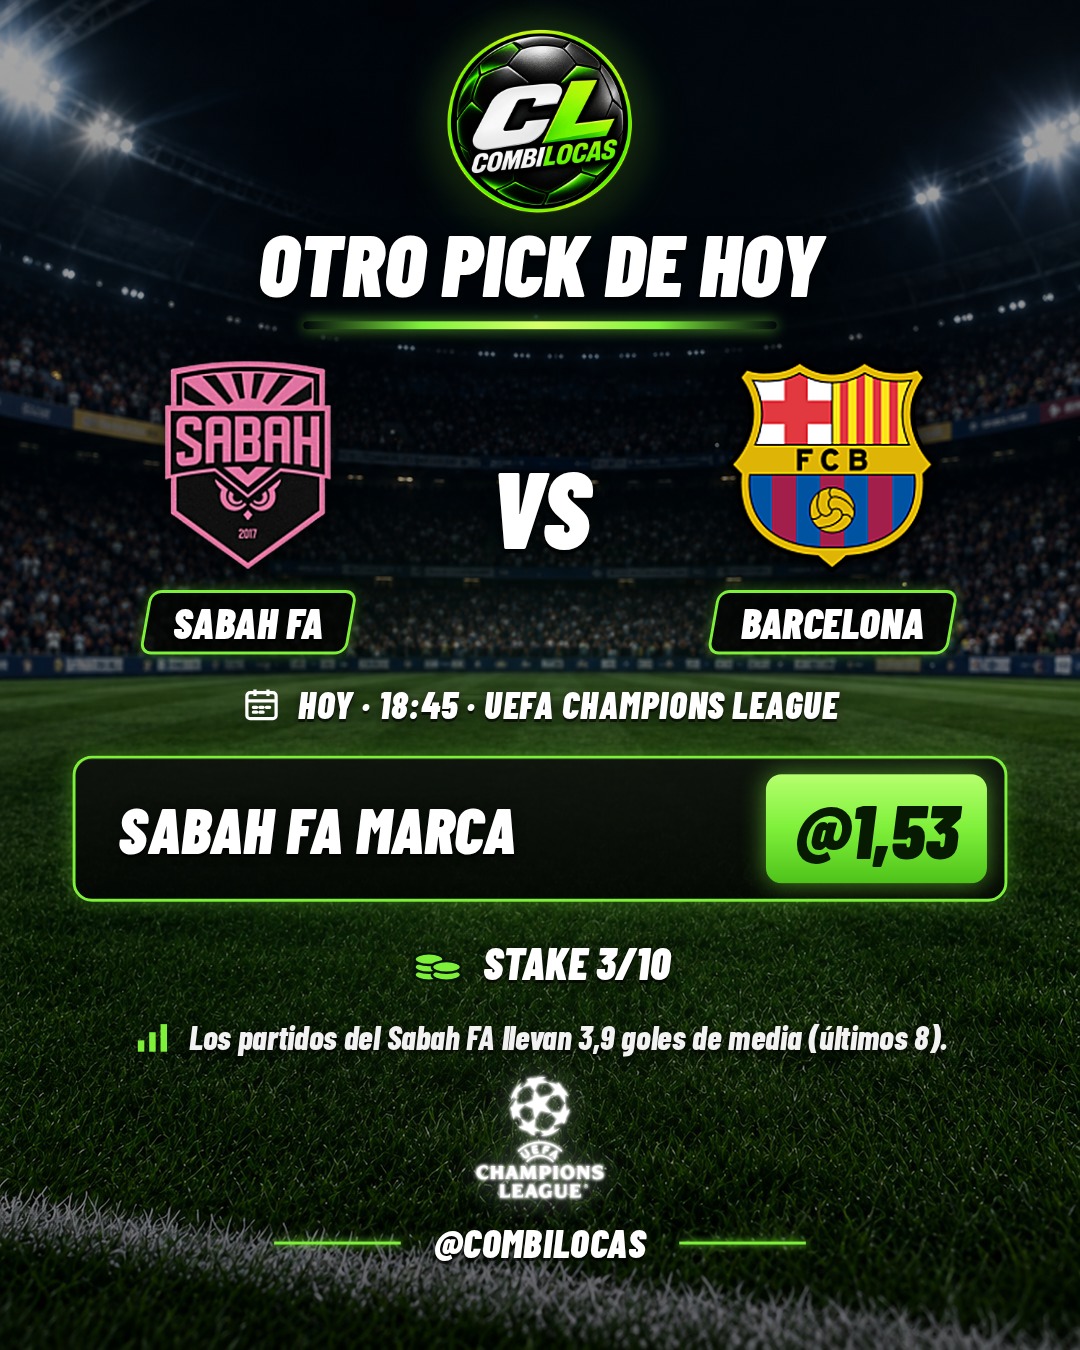 CL
COMBILOCAS
OTRO PICK DE HOY
SABAH
2017
VS
FCB
SABAH FA
BARCELONA
HOY · 18:45 · UEFA CHAMPIONS LEAGUE
SABAH FA MARCA
@1,53
STAKE 3/10
Los partidos del Sabah FA llevan 3,9 goles de media (últimos 8).
UEFA
CHAMPIONS
LEAGUE
@COMBILOCAS